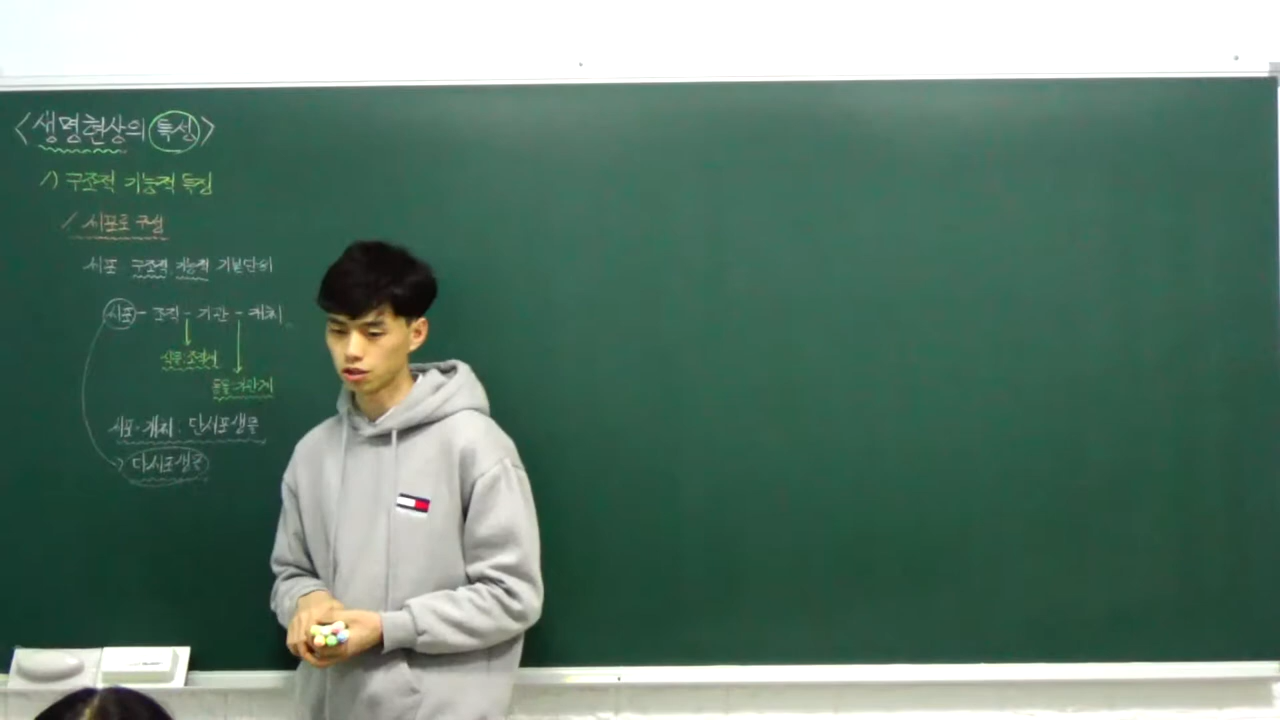 <생명현상의 특성>
1) 구조적 기능적 특징
1. 세포로 구성
세포 구조적, 기능적 기본단위
세포 - 조직 - 기관 - 개체
식물:조직계
동물:기관계
세포=개체: 단세포생물
다세포생물